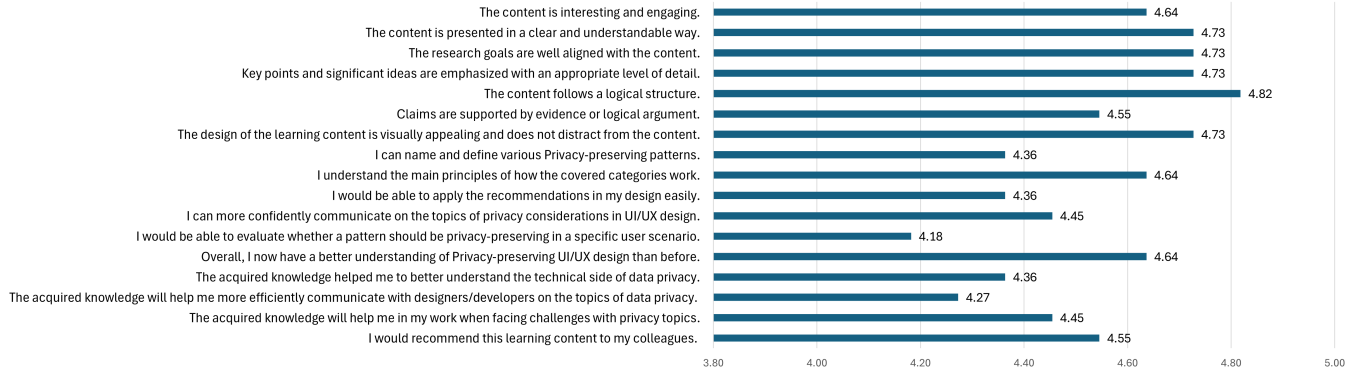 The content is interesting and engaging. 4.64
The content is presented in a clear and understandable way. 4.73
The research goals are well aligned with the content. 4.73
Key points and significant ideas are emphasized with an appropriate level of detail. 4.73
The content follows a logical structure. 4.82
Claims are supported by evidence or logical argument. 4.55
The design of the learning content is visually appealing and does not distract from the content. 4.73
I can name and define various Privacy-preserving patterns. 4.36
I understand the main principles of how the covered categories work. 4.64
I would be able to apply the recommendations in my design easily. 4.36
I can more confidently communicate on the topics of privacy considerations in UI/UX design. 4.45
I would be able to evaluate whether a pattern should be privacy-preserving in a specific user scenario. 4.18
Overall, I now have a better understanding of Privacy-preserving UI/UX design than before. 4.64
The acquired knowledge helped me to better understand the technical side of data privacy. 4.36
The acquired knowledge will help me more efficiently communicate with designers/developers on the topics of data privacy. 4.27
The acquired knowledge will help me in my work when facing challenges with privacy topics. 4.45
I would recommend this learning content to my colleagues. 4.55
3.80 4.00 4.20 4.40 4.60 4.80 5.00